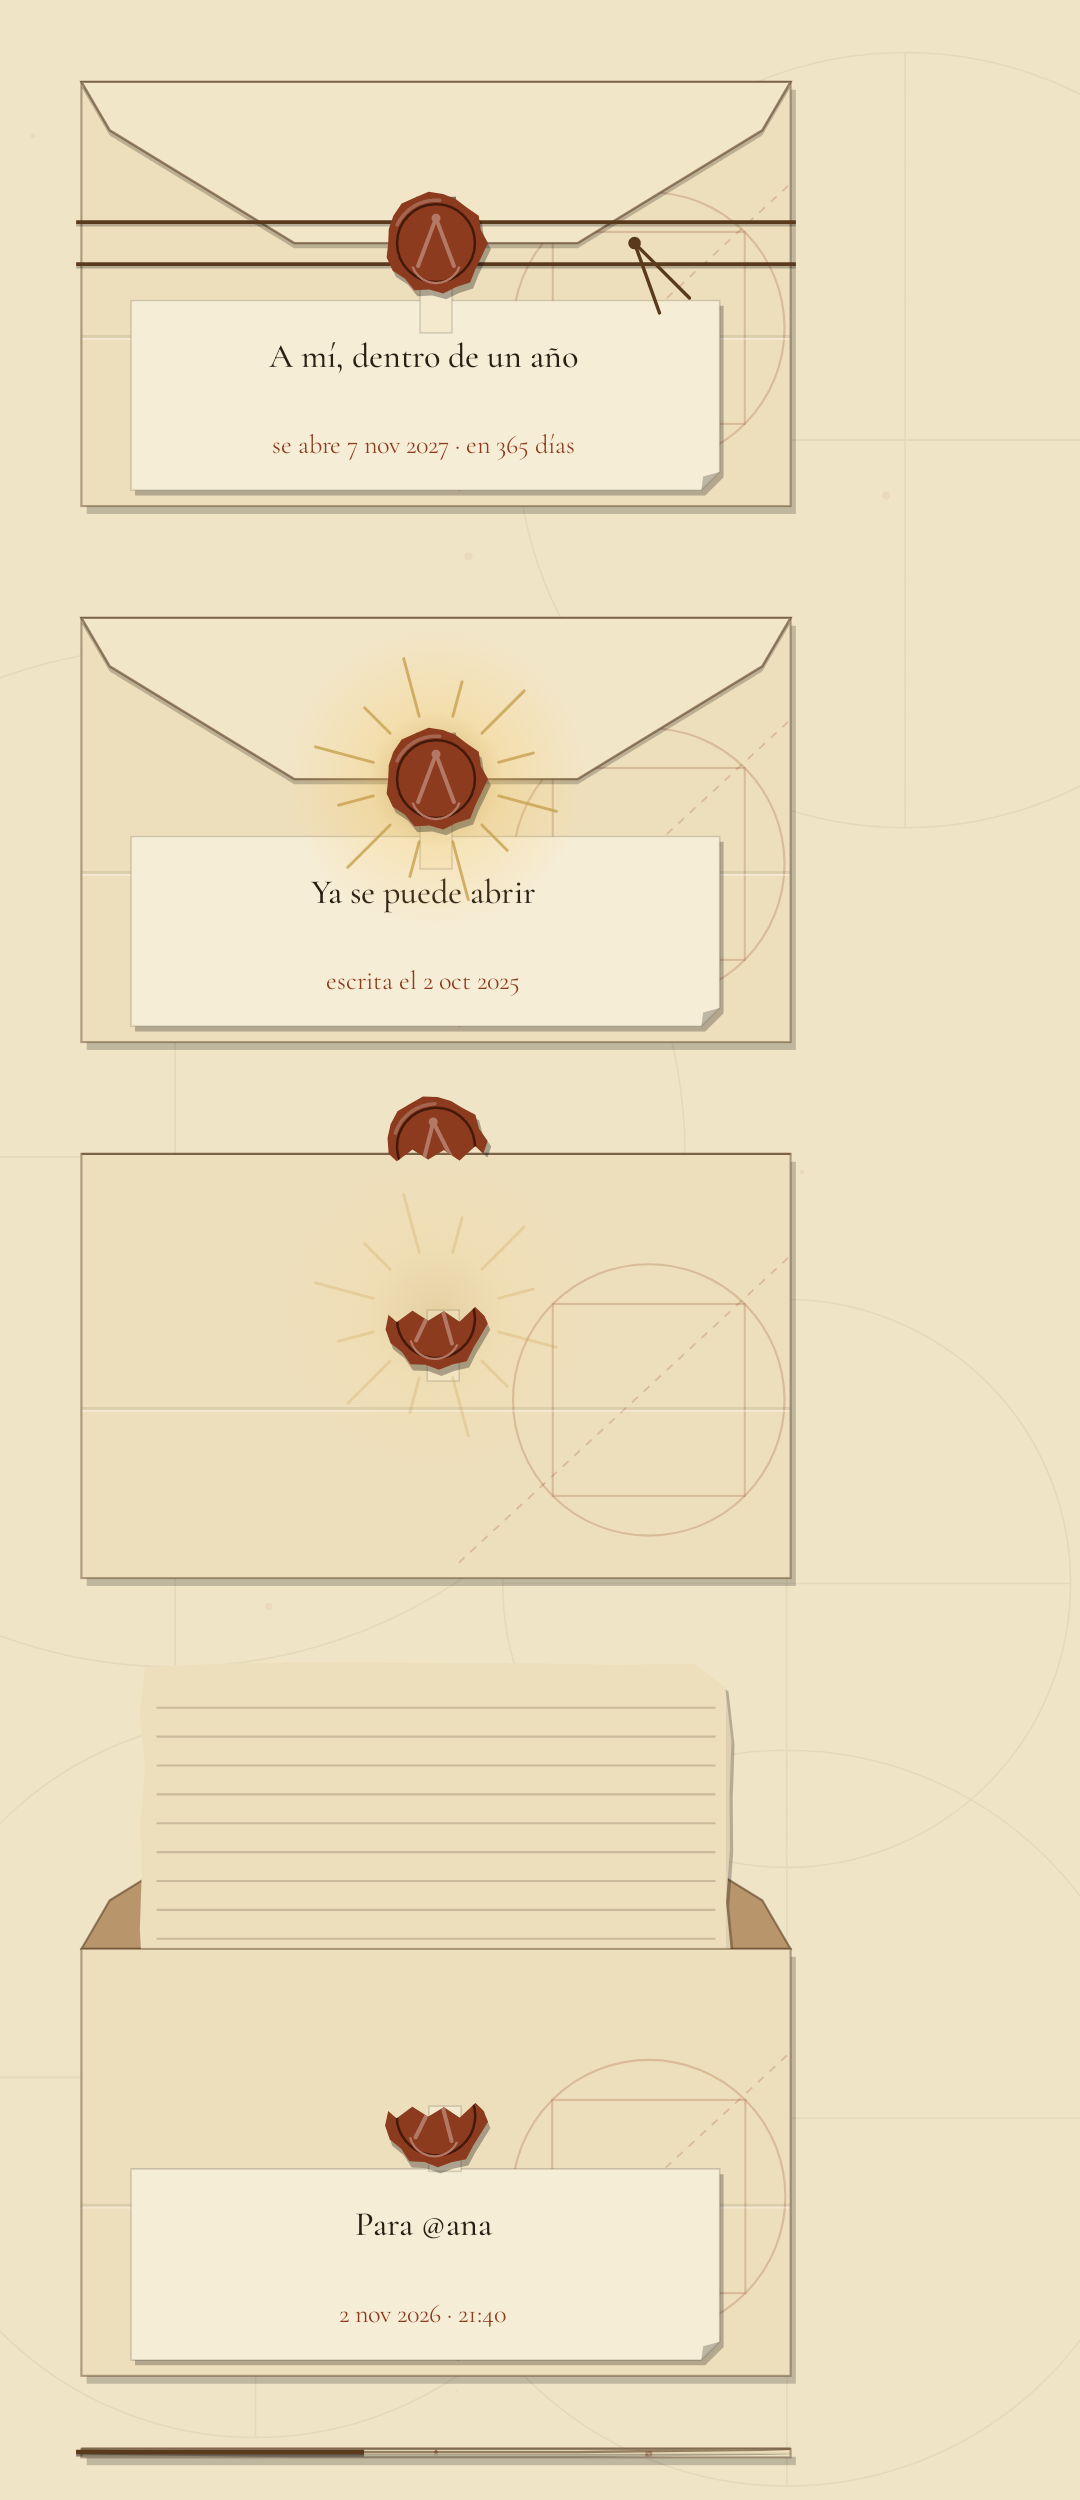 A mí, dentro de un año
se abre 7 nov 2027 · en 365 días
Ya se puede abrir
escrita el 2 oct 2025
Para @ana
2 nov 2026 · 21:40